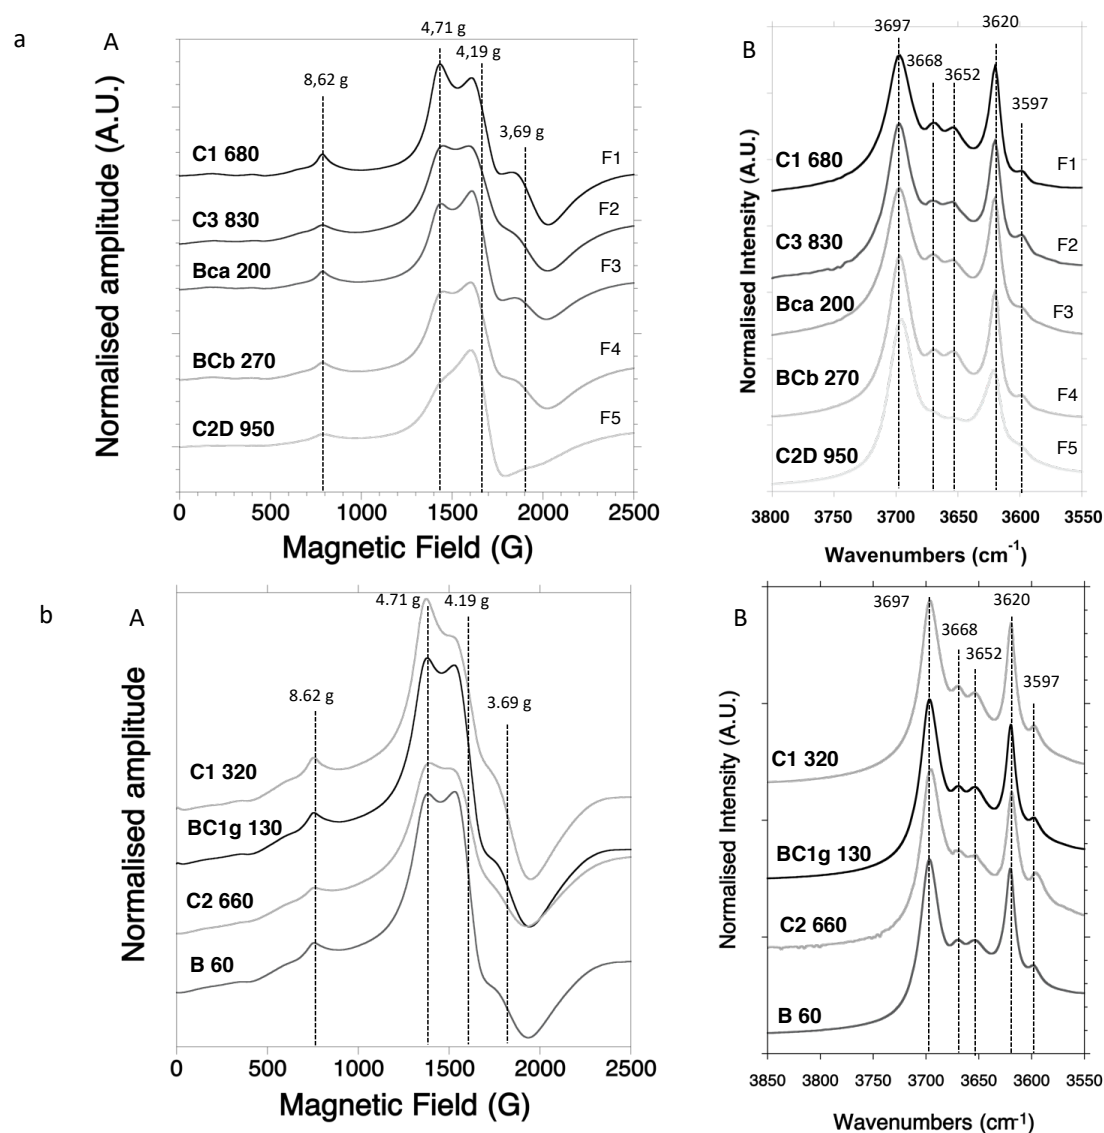 a
A
4,71 g
4,19 g
8,62 g
3,69 g
C1 680
F1
C3 830
F2
Bca 200
F3
BCb 270
F4
C2D 950
F5
Normalised amplitude (A.U.)
0 500 1000 1500 2000 2500
Magnetic Field (G)
B
3697
3620
3668
3652
3597
C1 680
F1
C3 830
F2
Bca 200
F3
BCb 270
F4
C2D 950
F5
Normalised Intensity (A.U.)
3800 3750 3700 3650 3600 3550
Wavenumbers (cm-1)
b
A
4.71 g 4.19 g
8.62 g
3.69 g
C1 320
BC1g 130
C2 660
B 60
Normalised amplitude
0 500 1000 1500 2000 2500
Magnetic Field (G)
B
3697
3620
3668
3652
3597
C1 320
BC1g 130
C2 660
B 60
Normalised Intensity (A.U.)
3850 3800 3750 3700 3650 3600 3550
Wavenumbers (cm-1)